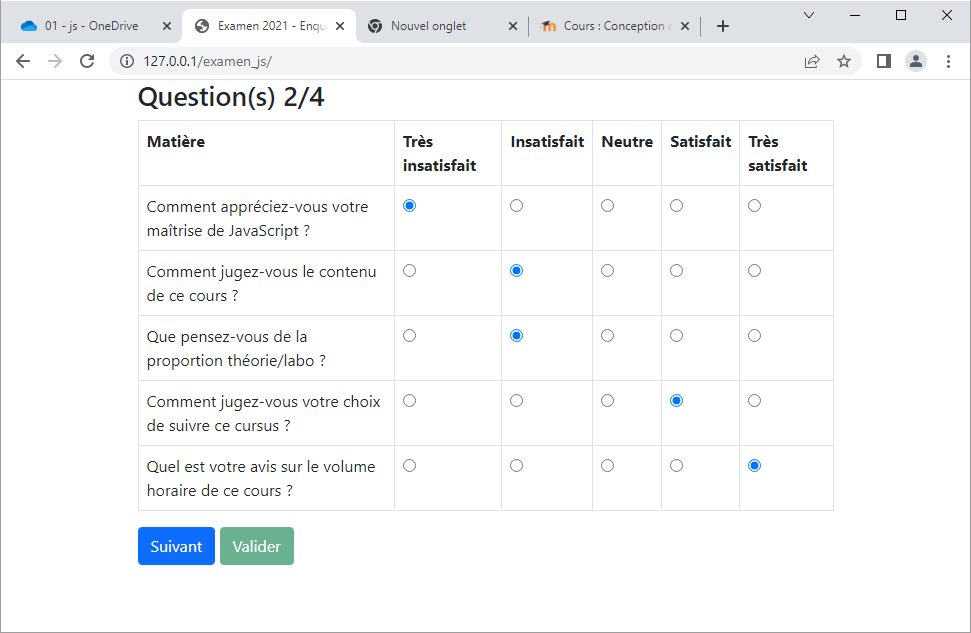 01 - js - OneDrive
Examen 2021 - Enqu
Nouvel onglet
Cours : Conception
127.0.0.1/examen_js/
Question(s) 2/4
Matière
Très insatisfait
Insatisfait
Neutre
Satisfait
Très satisfait
Comment appréciez-vous votre
maîtrise de JavaScript ?
Comment jugez-vous le contenu
de ce cours ?
Que pensez-vous de la
proportion théorie/labo ?
Comment jugez-vous votre choix
de suivre ce cursus ?
Quel est votre avis sur le volume
horaire de ce cours ?
Suivant
Valider